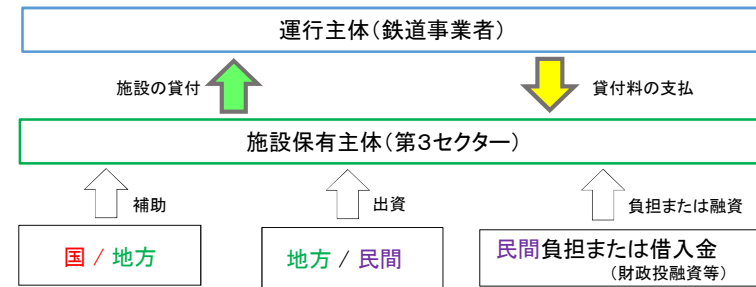 運行主体(鉄道事業者)
施設の貸付
貸付料の支払
施設保有主体(第3セクター)
補助
出資
負担または融資
国 / 地方
地方 / 民間
民間負担または借入金
(財政投融資等)